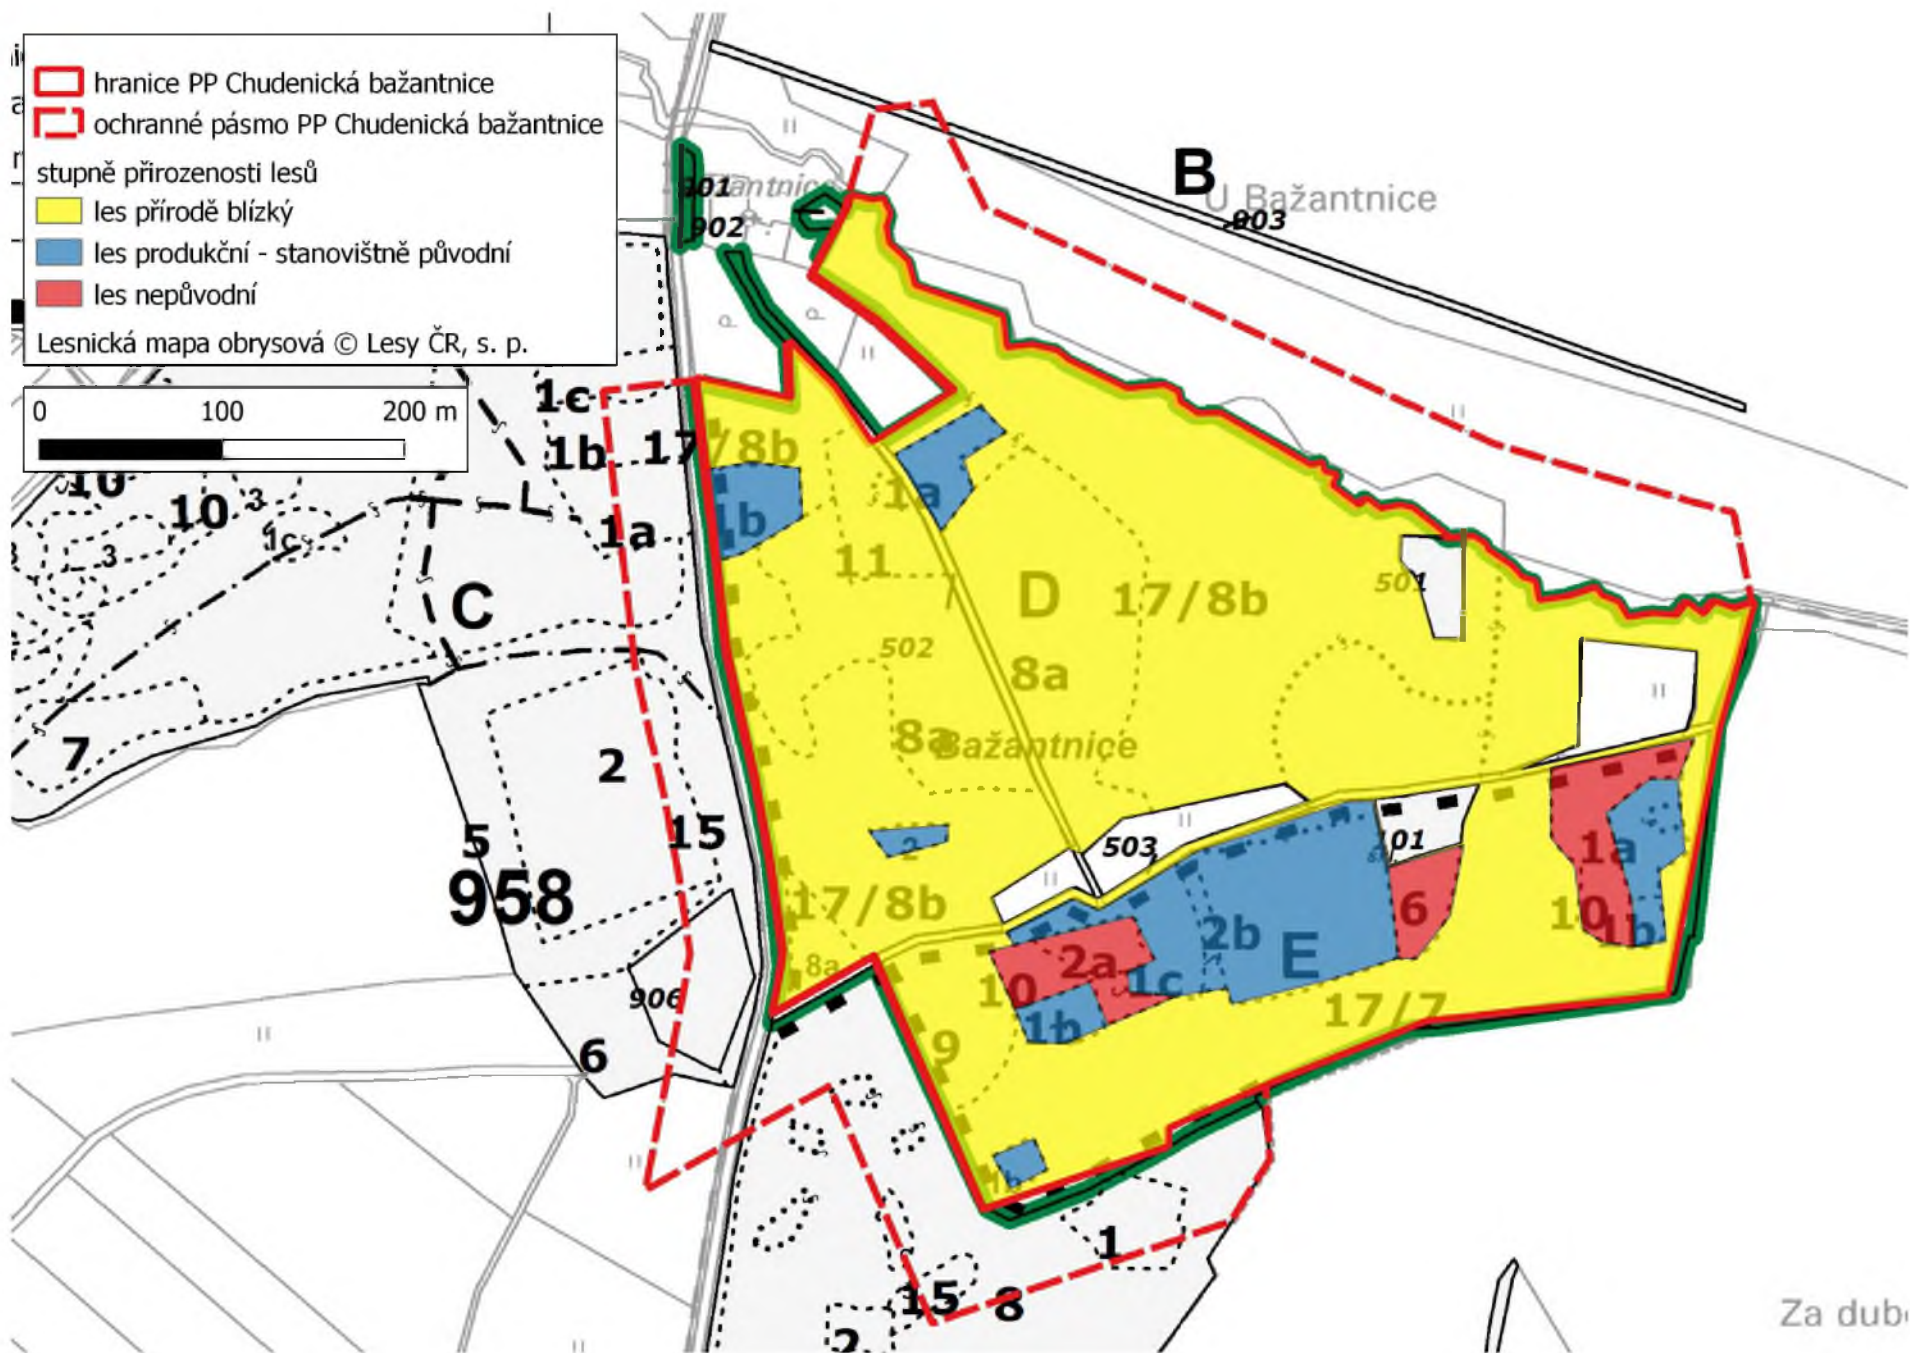 hranice PP Chudenická bažantnice
ochranné pásmo PP Chudenická bažantnice
stupně přirozenosti lesů
les přírodě blízký
les produkční - stanovištně původní
les nepůvodní
Lesnická mapa obrysová © Lesy ČR, s. p.
0 100 200 m
B
U Bažantnice
903
901
902
1c
1b
17/8b
1a
10
10
3
3
1c
1b
1a
11
D
17/8b
501
C
502
8a
8a
Bažantnice
7
2
5
15
958
2
503
101
1a
17/8b
6
10
1b
2b
E
2a
1c
8a
10
906
1b
17/7
9
6
1b
1
15
8
2
Za dub